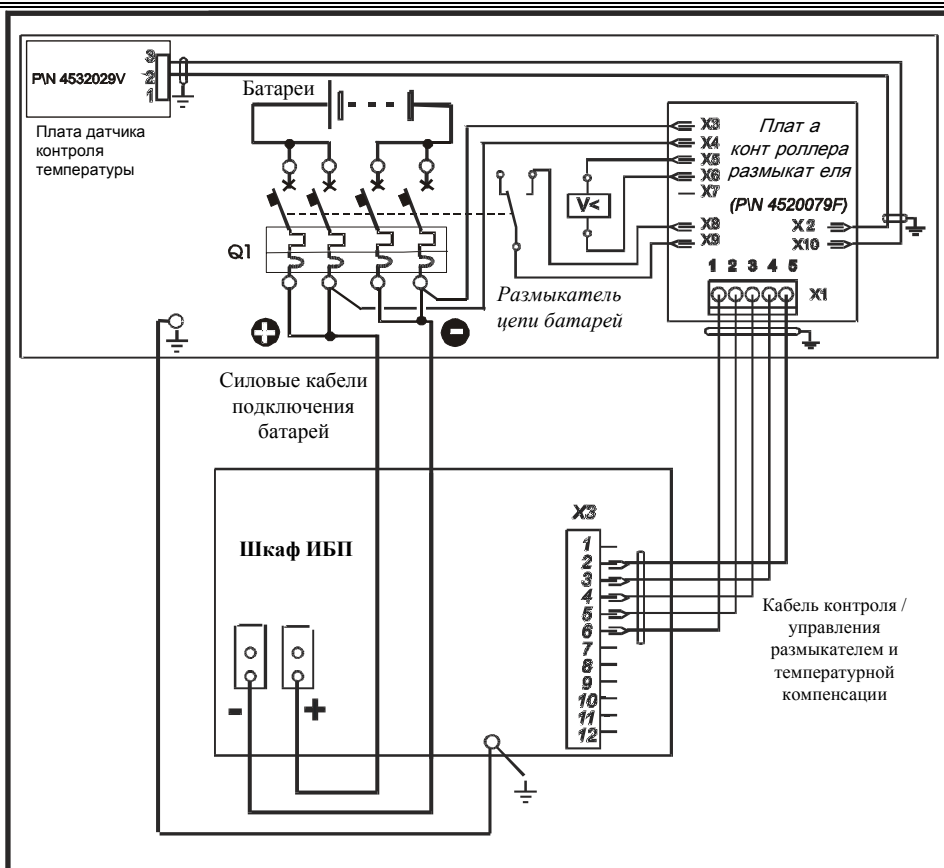 P\N 4532029V
3
2
1
Плата датчика
контроля
температуры
Батареи
Q1
+
-
V<
Размыкатель
цепи батарей
X3
X4
X5
X6
X7
X8
X9
Плат а
конт роллера
размыкат еля
(P\N 4520079F)
X 2
X10
1 2 3 4 5
X1
Силовые кабели
подключения
батарей
Шкаф ИБП
-
+
X3
1
2
3
4
5
6
7
8
9
10
11
12
Кабель контроля /
управления
размыкателем и
температурной
компенсации